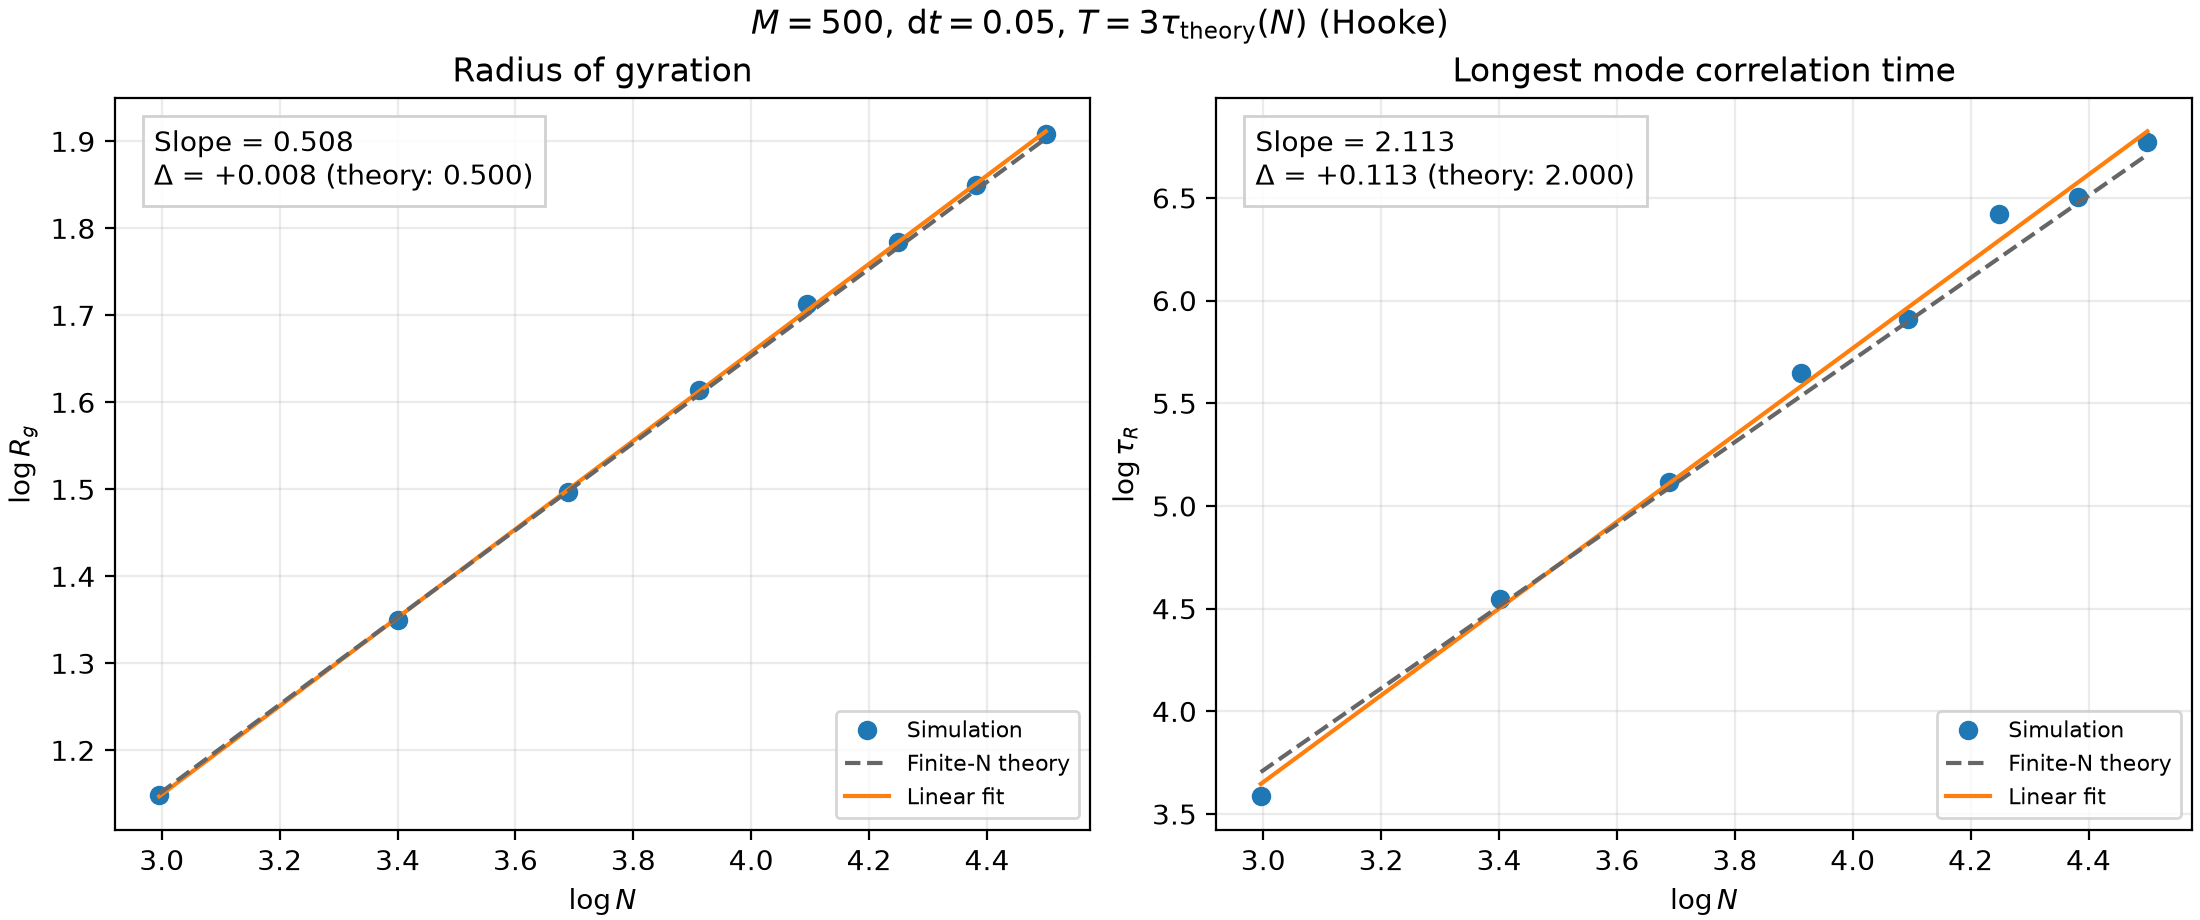 M = 500, dt = 0.05, T = 3τ_theory(N) (Hooke)
Radius of gyration
Slope = 0.508
Δ = +0.008 (theory: 0.500)
1.9
1.8
1.7
1.6
1.5
1.4
1.3
1.2
log R_g
Simulation
Finite-N theory
Linear fit
3.0 3.2 3.4 3.6 3.8 4.0 4.2 4.4
log N
Longest mode correlation time
Slope = 2.113
Δ = +0.113 (theory: 2.000)
6.5
6.0
5.5
5.0
4.5
4.0
3.5
log τ_R
Simulation
Finite-N theory
Linear fit
3.0 3.2 3.4 3.6 3.8 4.0 4.2 4.4
log N